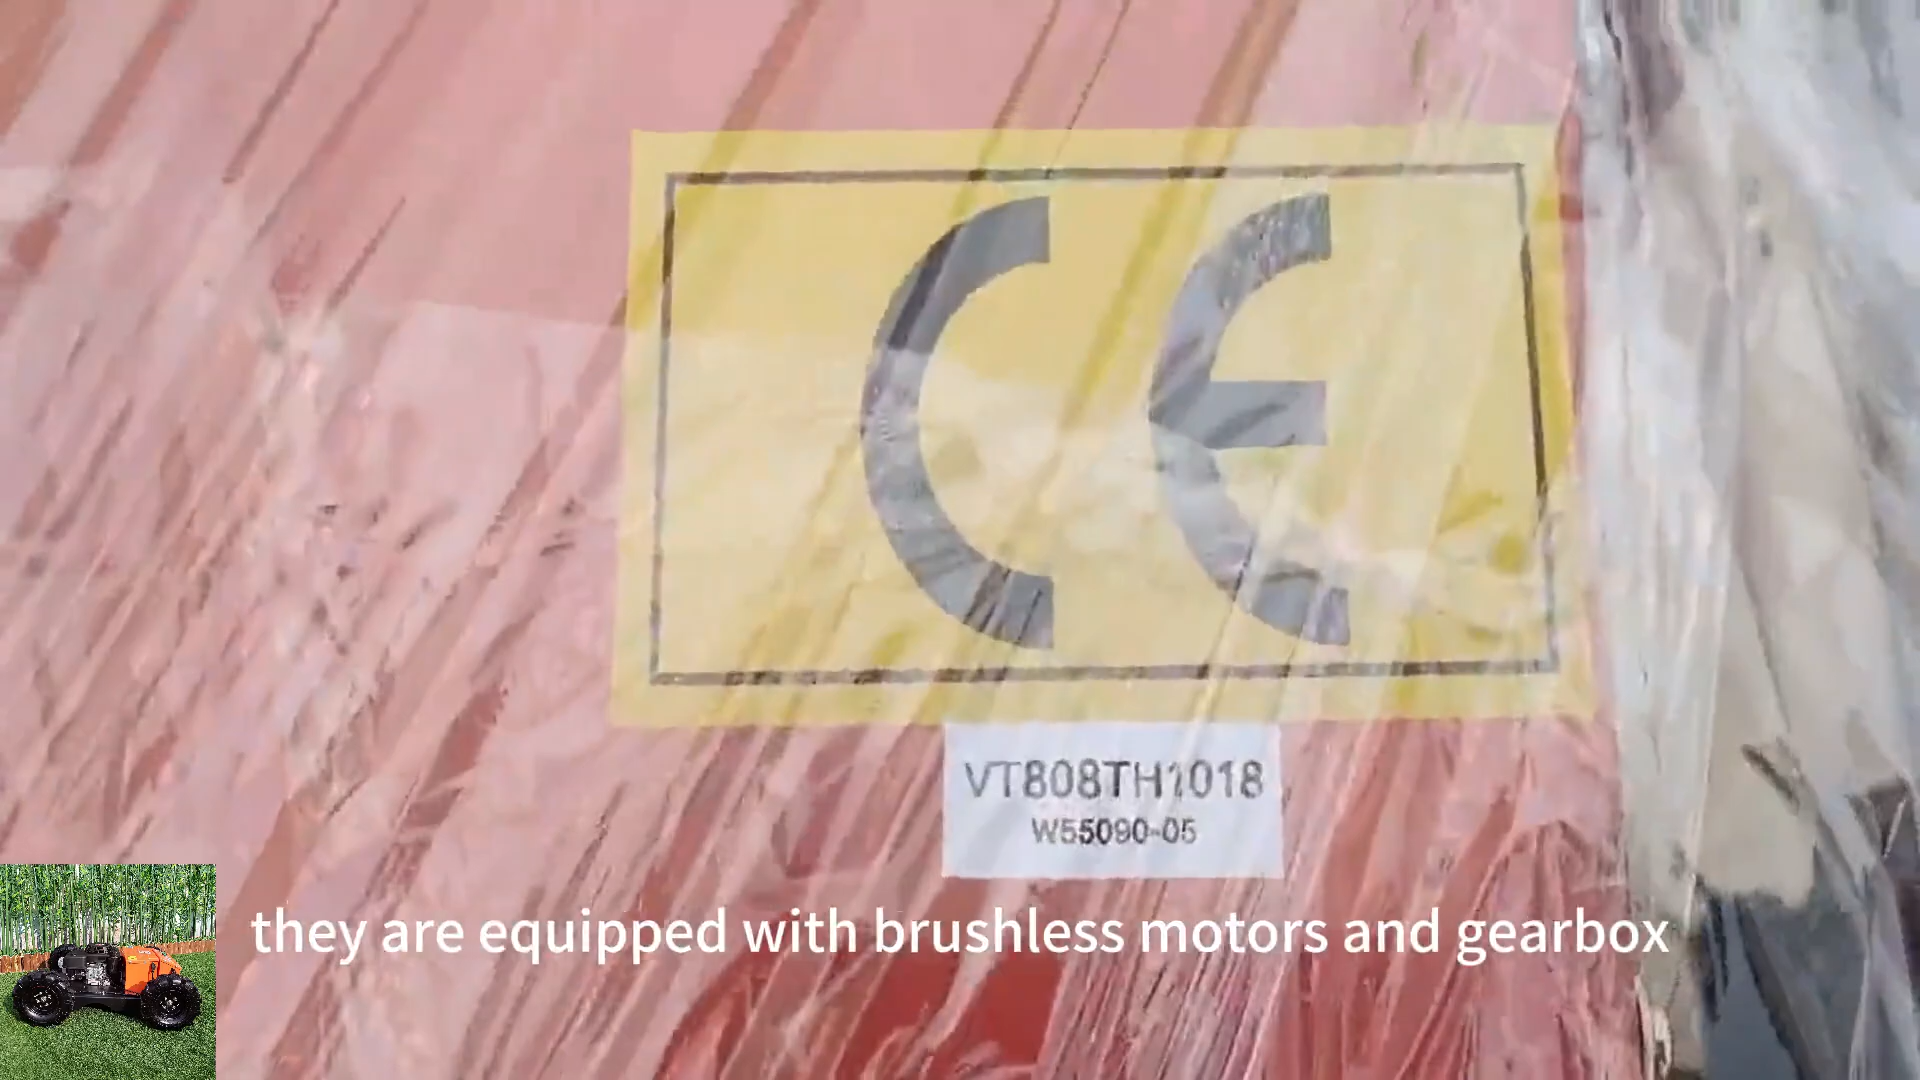 CE
VT808TH1018
W55090-05
they are equipped with brushless motors and gearbox